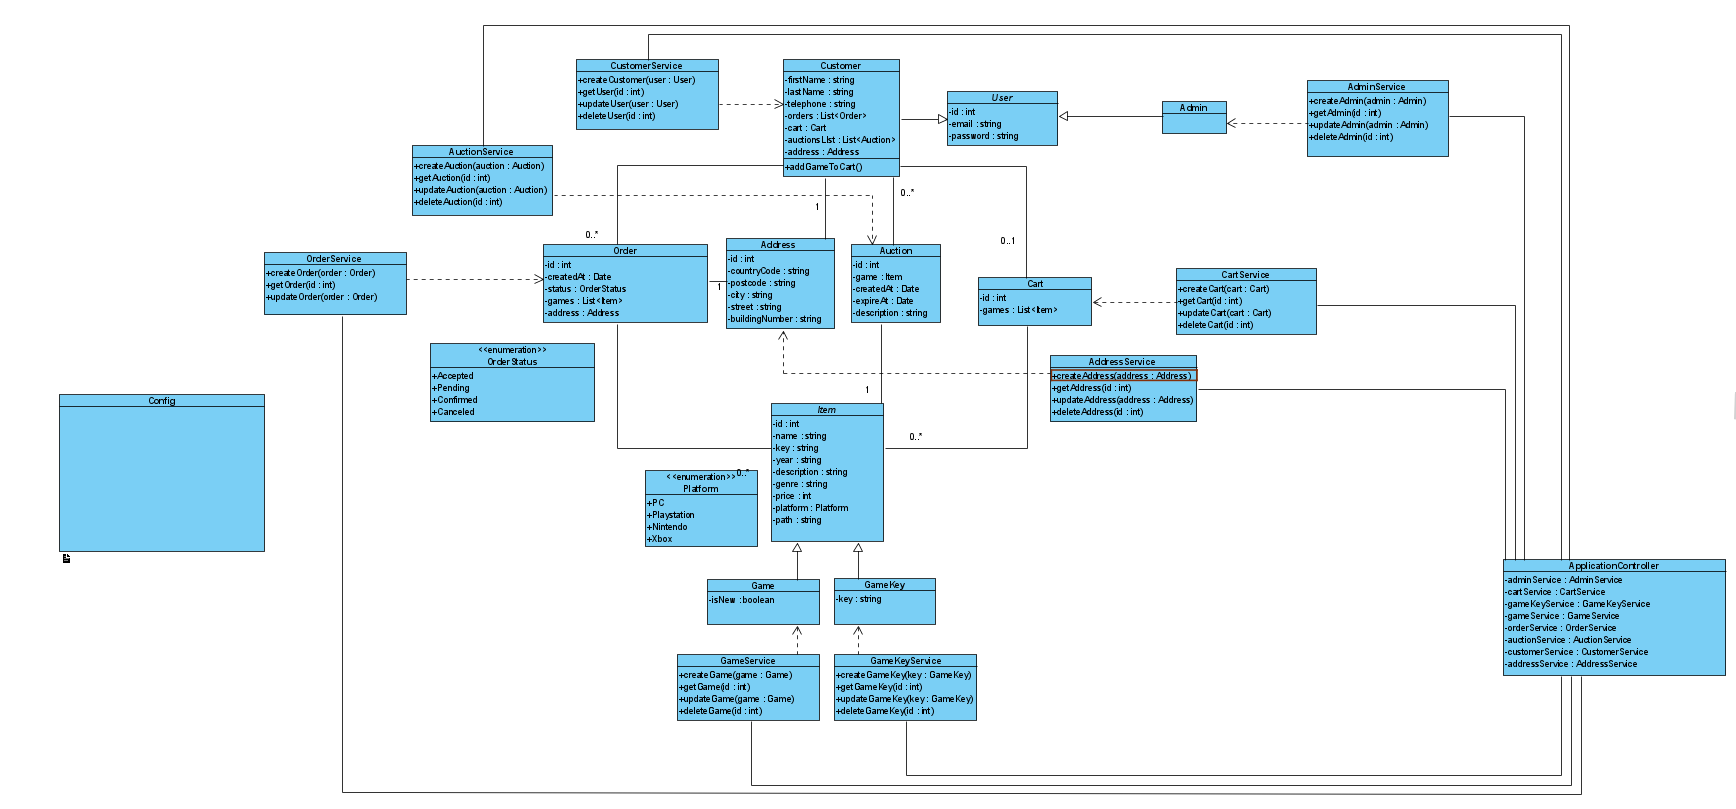 CustomerService
+createCustomer(user : User)
+getUser(id : int)
+updateUser(user : User)
+deleteUser(id : int)
Customer
-firstName : string
-lastName : string
-telephone : string
-orders : List<Order>
-cart : Cart
-auctionsLIst : List<Auction>
-address : Address
+addGameToCart()
User
-id : int
-email : string
-password : string
Admin
AdminService
+createAdmin(admin : Admin)
+getAdmin(id : int)
+updateAdmin(admin : Admin)
+deleteAdmin(id : int)
AuctionService
+createAuction(auction : Auction)
+getAuction(id : int)
+updateAuction(auction : Auction)
+deleteAuction(id : int)
0..*
1
0..*
0..1
OrderService
+createOrder(order : Order)
+getOrder(id : int)
+updateOrder(order : Order)
Order
-id : int
-createdAt : Date
-status : OrderStatus
-games : List<Item>
-address : Address
1
Address
-id : int
-countryCode : string
-postcode : string
-city : string
-street : string
-buildingNumber : string
Auction
-id : int
-game : Item
-createdAt : Date
-expireAt : Date
-description : string
Cart
-id : int
-games : List<Item>
CartService
+createCart(cart : Cart)
+getCart(id : int)
+updateCart(cart : Cart)
+deleteCart(id : int)
<<enumeration>>
OrderStatus
+Accepted
+Pending
+Confirmed
+Canceled
AddressService
+createAddress(address : Address)
+getAddress(id : int)
+updateAddress(address : Address)
+deleteAddress(id : int)
Config
1
0..*
0..*
Item
-id : int
-name : string
-key : string
-year : string
-description : string
-genre : string
-price : int
-platform : Platform
-path : string
<<enumeration>>
Platform
+PC
+Playstation
+Nintendo
+Xbox
Game
-isNew : boolean
GameKey
-key : string
GameService
+createGame(game : Game)
+getGame(id : int)
+updateGame(game : Game)
+deleteGame(id : int)
GameKeyService
+createGameKey(key : GameKey)
+getGameKey(id : int)
+updateGameKey(key : GameKey)
+deleteGameKey(id : int)
ApplicationController
-adminService : AdminService
-cartService : CartService
-gameKeyService : GameKeyService
-gameService : GameService
-orderService : OrderService
-auctionService : AuctionService
-customerService : CustomerService
-addressService : AddressService